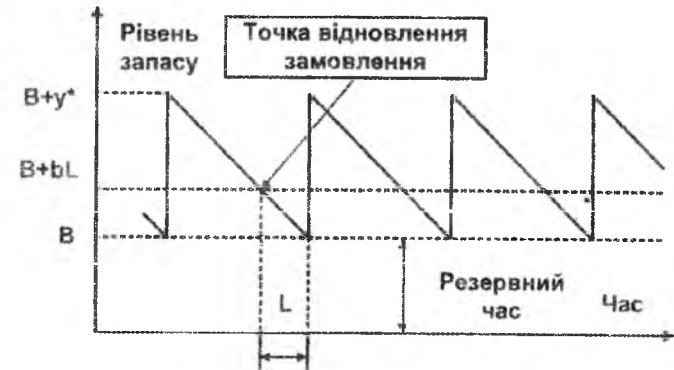 Рівень
запасу
Точка відновлення
замовлення
B+y*
B+bL
B
L
Резервний
час
Час